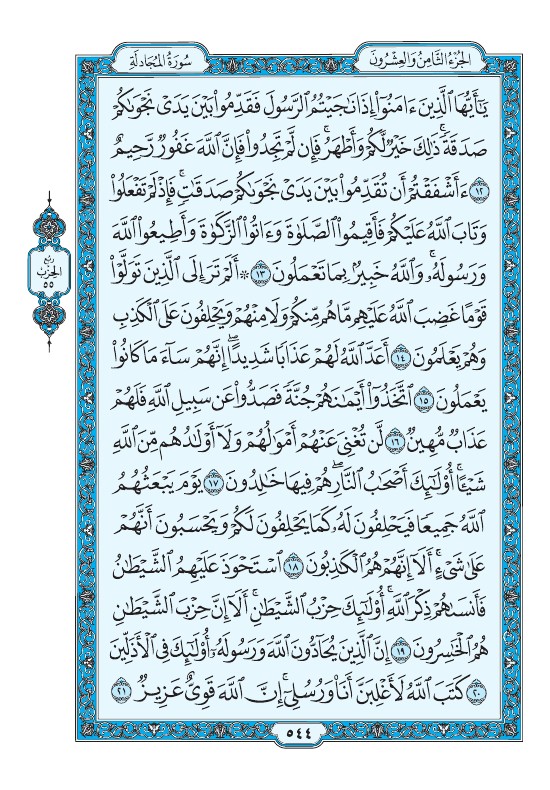 الجُزْءُ الثَّامِنُ وَالعِشْرُونَ
سُورَةُ المُجَادلَةِ
يَٰٓأَيُّهَا ٱلَّذِينَ ءَامَنُوٓاْ إِذَا نَٰجَيۡتُمُ ٱلرَّسُولَ فَقَدِّمُواْ بَيۡنَ يَدَيۡ نَجۡوَىٰكُمۡ
صَدَقَةٗۚ ذَٰلِكَ خَيۡرٞ لَّكُمۡ وَأَطۡهَرُۚ فَإِن لَّمۡ تَجِدُواْ فَإِنَّ ٱللَّهَ غَفُورٞ رَّحِيمٌ
١٢ ءَأَشۡفَقۡتُمۡ أَن تُقَدِّمُواْ بَيۡنَ يَدَيۡ نَجۡوَىٰكُمۡ صَدَقَٰتٖۚ فَإِذۡ لَمۡ تَفۡعَلُواْ
وَتَابَ ٱللَّهُ عَلَيۡكُمۡ فَأَقِيمُواْ ٱلصَّلَوٰةَ وَءَاتُواْ ٱلزَّكَوٰةَ وَأَطِيعُواْ ٱللَّهَ
وَرَسُولَهُۥۚ وَٱللَّهُ خَبِيرُۢ بِمَا تَعۡمَلُونَ ١٣ ۞ أَلَمۡ تَرَ إِلَى ٱلَّذِينَ تَوَلَّوۡاْ
قَوۡمًا غَضِبَ ٱللَّهُ عَلَيۡهِم مَّا هُم مِّنكُمۡ وَلَا مِنۡهُمۡ وَيَحۡلِفُونَ عَلَى ٱلۡكَذِبِ
وَهُمۡ يَعۡلَمُونَ ١٤ أَعَدَّ ٱللَّهُ لَهُمۡ عَذَابٗا شَدِيدًاۖ إِنَّهُمۡ سَآءَ مَا كَانُواْ
يَعۡمَلُونَ ١٥ ٱتَّخَذُوٓاْ أَيۡمَٰنَهُمۡ جُنَّةٗ فَصَدُّواْ عَن سَبِيلِ ٱللَّهِ فَلَهُمۡ
عَذَابٞ مُّهِينٞ ١٦ لَّن تُغۡنِيَ عَنۡهُمۡ أَمۡوَٰلُهُمۡ وَلَآ أَوۡلَٰدُهُم مِّنَ ٱللَّهِ
شَيۡـًٔاۚ أُوْلَٰٓئِكَ أَصۡحَٰبُ ٱلنَّارِۖ هُمۡ فِيهَا خَٰلِدُونَ ١٧ يَوۡمَ يَبۡعَثُهُمُ
ٱللَّهُ جَمِيعٗا فَيَحۡلِفُونَ لَهُۥ كَمَا يَحۡلِفُونَ لَكُمۡ وَيَحۡسَبُونَ أَنَّهُمۡ
عَلَىٰ شَيۡءٍۚ أَلَآ إِنَّهُمۡ هُمُ ٱلۡكَٰذِبُونَ ١٨ ٱسۡتَحۡوَذَ عَلَيۡهِمُ ٱلشَّيۡطَٰنُ
فَأَنسَىٰهُمۡ ذِكۡرَ ٱللَّهِۚ أُوْلَٰٓئِكَ حِزۡبُ ٱلشَّيۡطَٰنِۚ أَلَآ إِنَّ حِزۡبَ ٱلشَّيۡطَٰنِ
هُمُ ٱلۡخَٰسِرُونَ ١٩ إِنَّ ٱلَّذِينَ يُحَآدُّونَ ٱللَّهَ وَرَسُولَهُۥٓ أُوْلَٰٓئِكَ فِي ٱلۡأَذَلِّينَ
٢٠ كَتَبَ ٱللَّهُ لَأَغۡلِبَنَّ أَنَا۠ وَرُسُلِيٓۚ إِنَّ ٱللَّهَ قَوِيٌّ عَزِيزٞ ٢١
ربع
الحزب
٥٥
٥٤٤